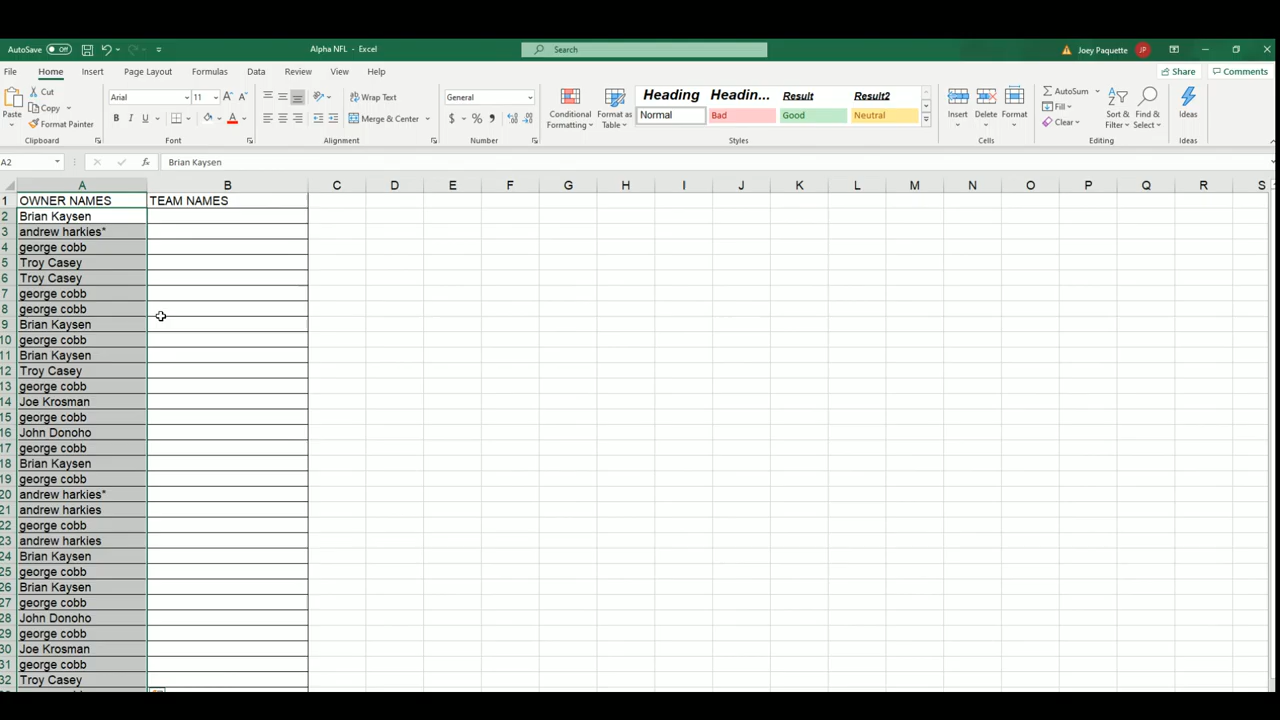 AutoSave Off Alpha NFL - Excel Search Joey Paquette JP
File Home Insert Page Layout Formulas Data Review View Help Share Comments
Cut Arial 11 A A Wrap Text General Heading Headin... Result Result2 AutoSum
Paste Copy Conditional Formatting Format as Table Normal Bad Good Neutral Insert Delete Format Fill Sort & Filter Find & Select Ideas
Format Painter B I U A Merge & Center $ % Clear
Clipboard Font Alignment Number Styles Cells Editing Ideas
A2 fx Brian Kaysen
A B C D E F G H I J K L M N O P Q R S
1 OWNER NAMES TEAM NAMES
2 Brian Kaysen
3 andrew harkies*
4 george cobb
5 Troy Casey
6 Troy Casey
7 george cobb
8 george cobb
9 Brian Kaysen
10 george cobb
11 Brian Kaysen
12 Troy Casey
13 george cobb
14 Joe Krosman
15 george cobb
16 John Donoho
17 george cobb
18 Brian Kaysen
19 george cobb
20 andrew harkies*
21 andrew harkies
22 george cobb
23 andrew harkies
24 Brian Kaysen
25 george cobb
26 Brian Kaysen
27 george cobb
28 John Donoho
29 george cobb
30 Joe Krosman
31 george cobb
32 Troy Casey